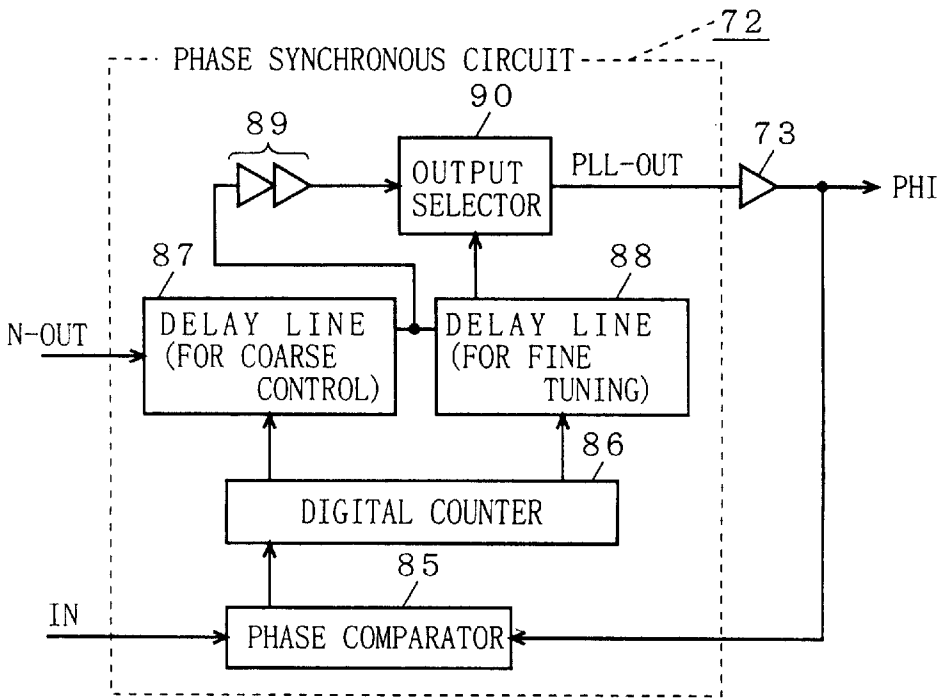 72
PHASE SYNCHRONOUS CIRCUIT
90
89
73
OUTPUT
SELECTOR
PLL-OUT
PHI
87
88
N-OUT
DELAY LINE
(FOR COARSE
CONTROL)
DELAY LINE
(FOR FINE
TUNING)
86
DIGITAL COUNTER
85
IN
PHASE COMPARATOR